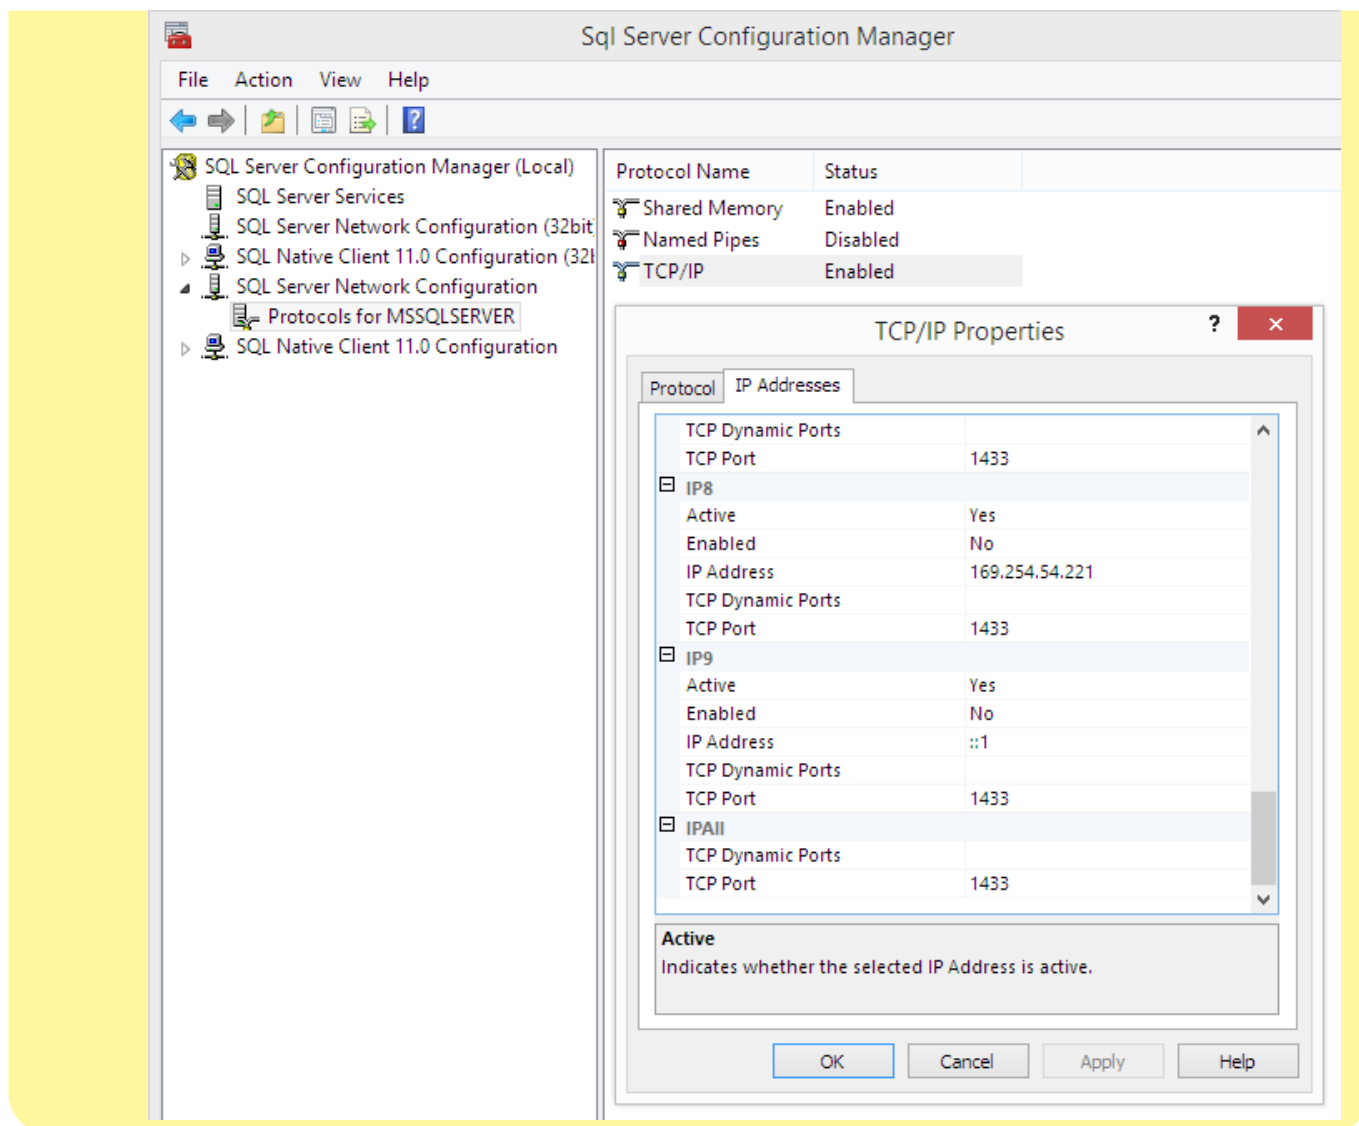 Sql Server Configuration Manager
File Action View Help
SQL Server Configuration Manager (Local)
SQL Server Services
SQL Server Network Configuration (32bit)
SQL Native Client 11.0 Configuration (32b
SQL Server Network Configuration
Protocols for MSSQLSERVER
SQL Native Client 11.0 Configuration
Protocol Name Status
Shared Memory Enabled
Named Pipes Disabled
TCP/IP Enabled
TCP/IP Properties ?
Protocol IP Addresses
TCP Dynamic Ports
TCP Port 1433
IP8
Active Yes
Enabled No
IP Address 169.254.54.221
TCP Dynamic Ports
TCP Port 1433
IP9
Active Yes
Enabled No
IP Address ::1
TCP Dynamic Ports
TCP Port 1433
IPAll
TCP Dynamic Ports
TCP Port 1433
Active
Indicates whether the selected IP Address is active.
OK Cancel Apply Help